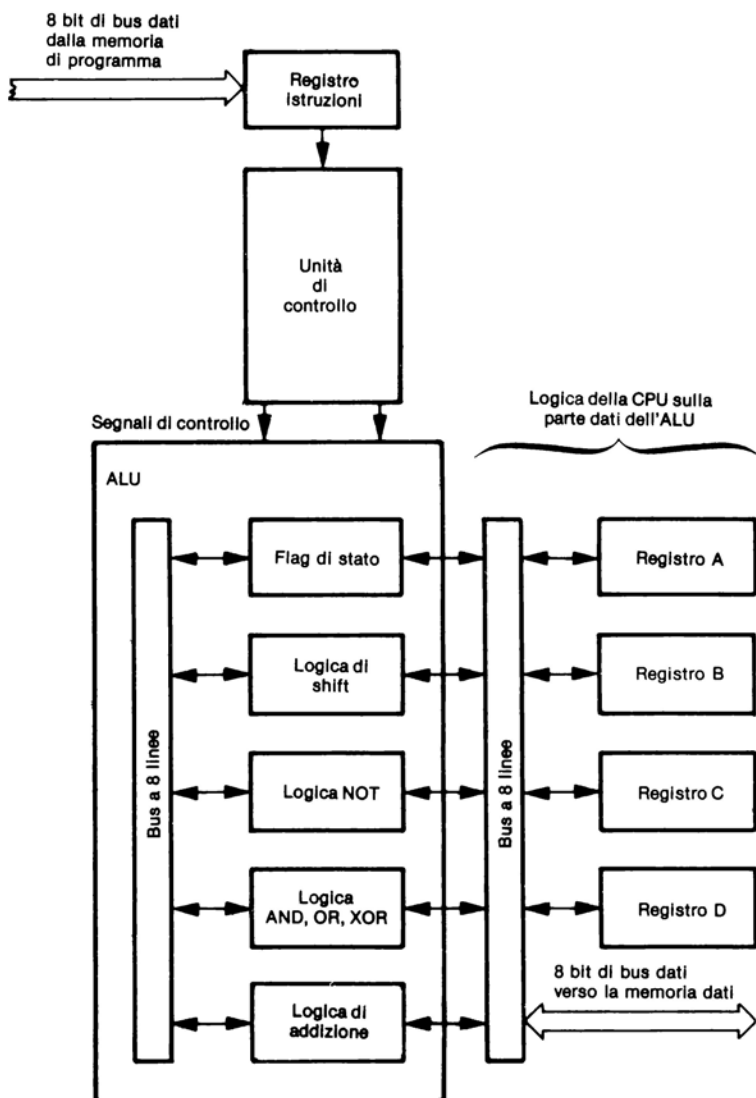 8 bit di bus dati
dalla memoria
di programma
Registro
istruzioni
Unità
di
controllo
Segnali di controllo
Logica della CPU sulla
parte dati dell'ALU
ALU
Bus a 8 linee
Flag di stato
Logica di
shift
Logica NOT
Logica
AND, OR, XOR
Logica di
addizione
Bus a 8 linee
Registro A
Registro B
Registro C
Registro D
8 bit di bus dati
verso la memoria dati